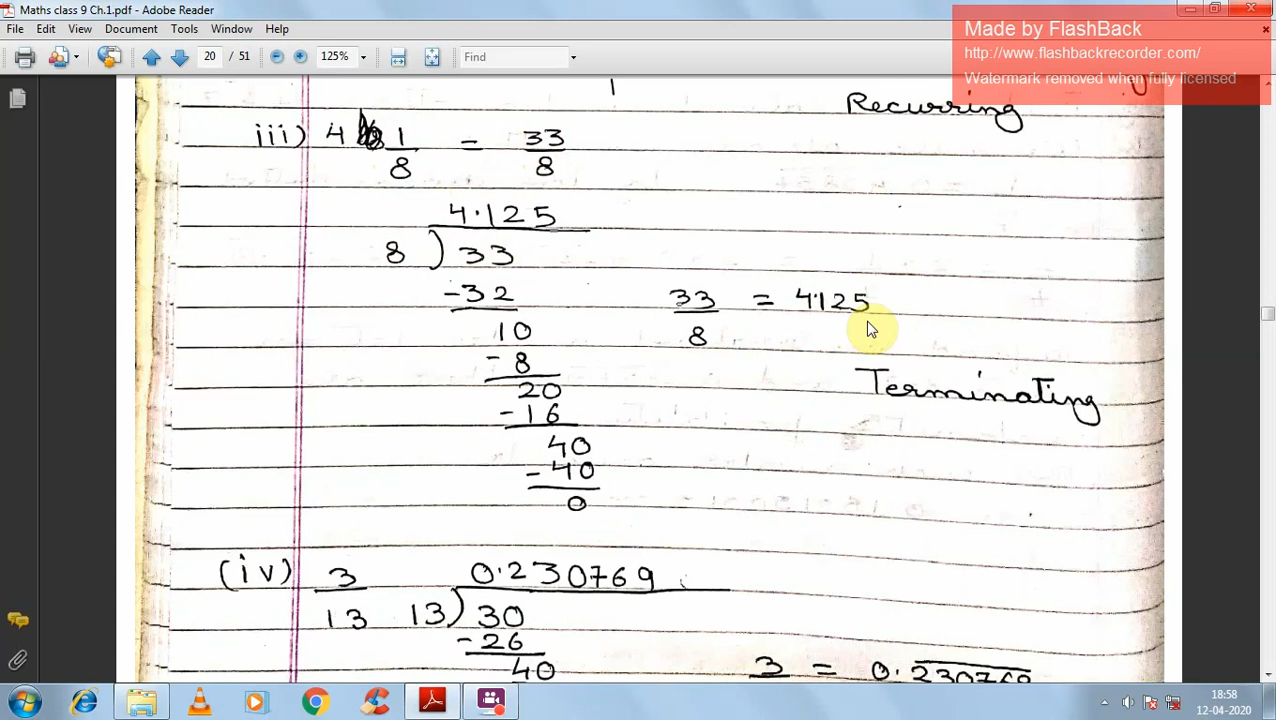 Maths class 9 Ch.1.pdf - Adobe Reader
File Edit View Document Tools Window Help
20 / 51 125% Find
Made by FlashBack
http://www.flashbackrecorder.com/
Watermark removed when fully licensed
Recurring
iii) 4 1/8 = 33/8
4.125
8 ) 33
-32
33/8 = 4.125
10
- 8
Terminating
20
-16
40
-40
0
(iv) 3/13
0.230769
13) 30
-26
40
3 = 0.230769
18:58
12-04-2020